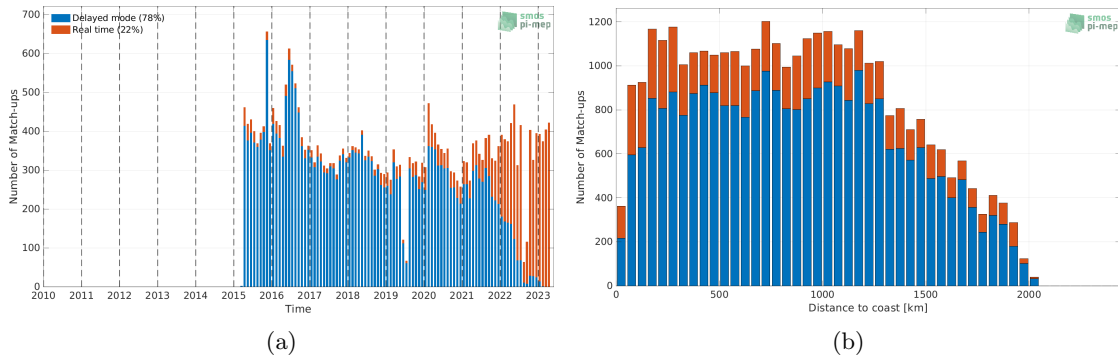 Delayed mode (78%)
Real time (22%)
smos
pi-mep
700
600
500
400
300
200
100
0
Number of Match-ups
2010 2011 2012 2013 2014 2015 2016 2017 2018 2019 2020 2021 2022 2023
Time
(a)
smos
pi-mep
1200
1000
800
600
400
200
0
Number of Match-ups
0 500 1000 1500 2000
Distance to coast [km]
(b)